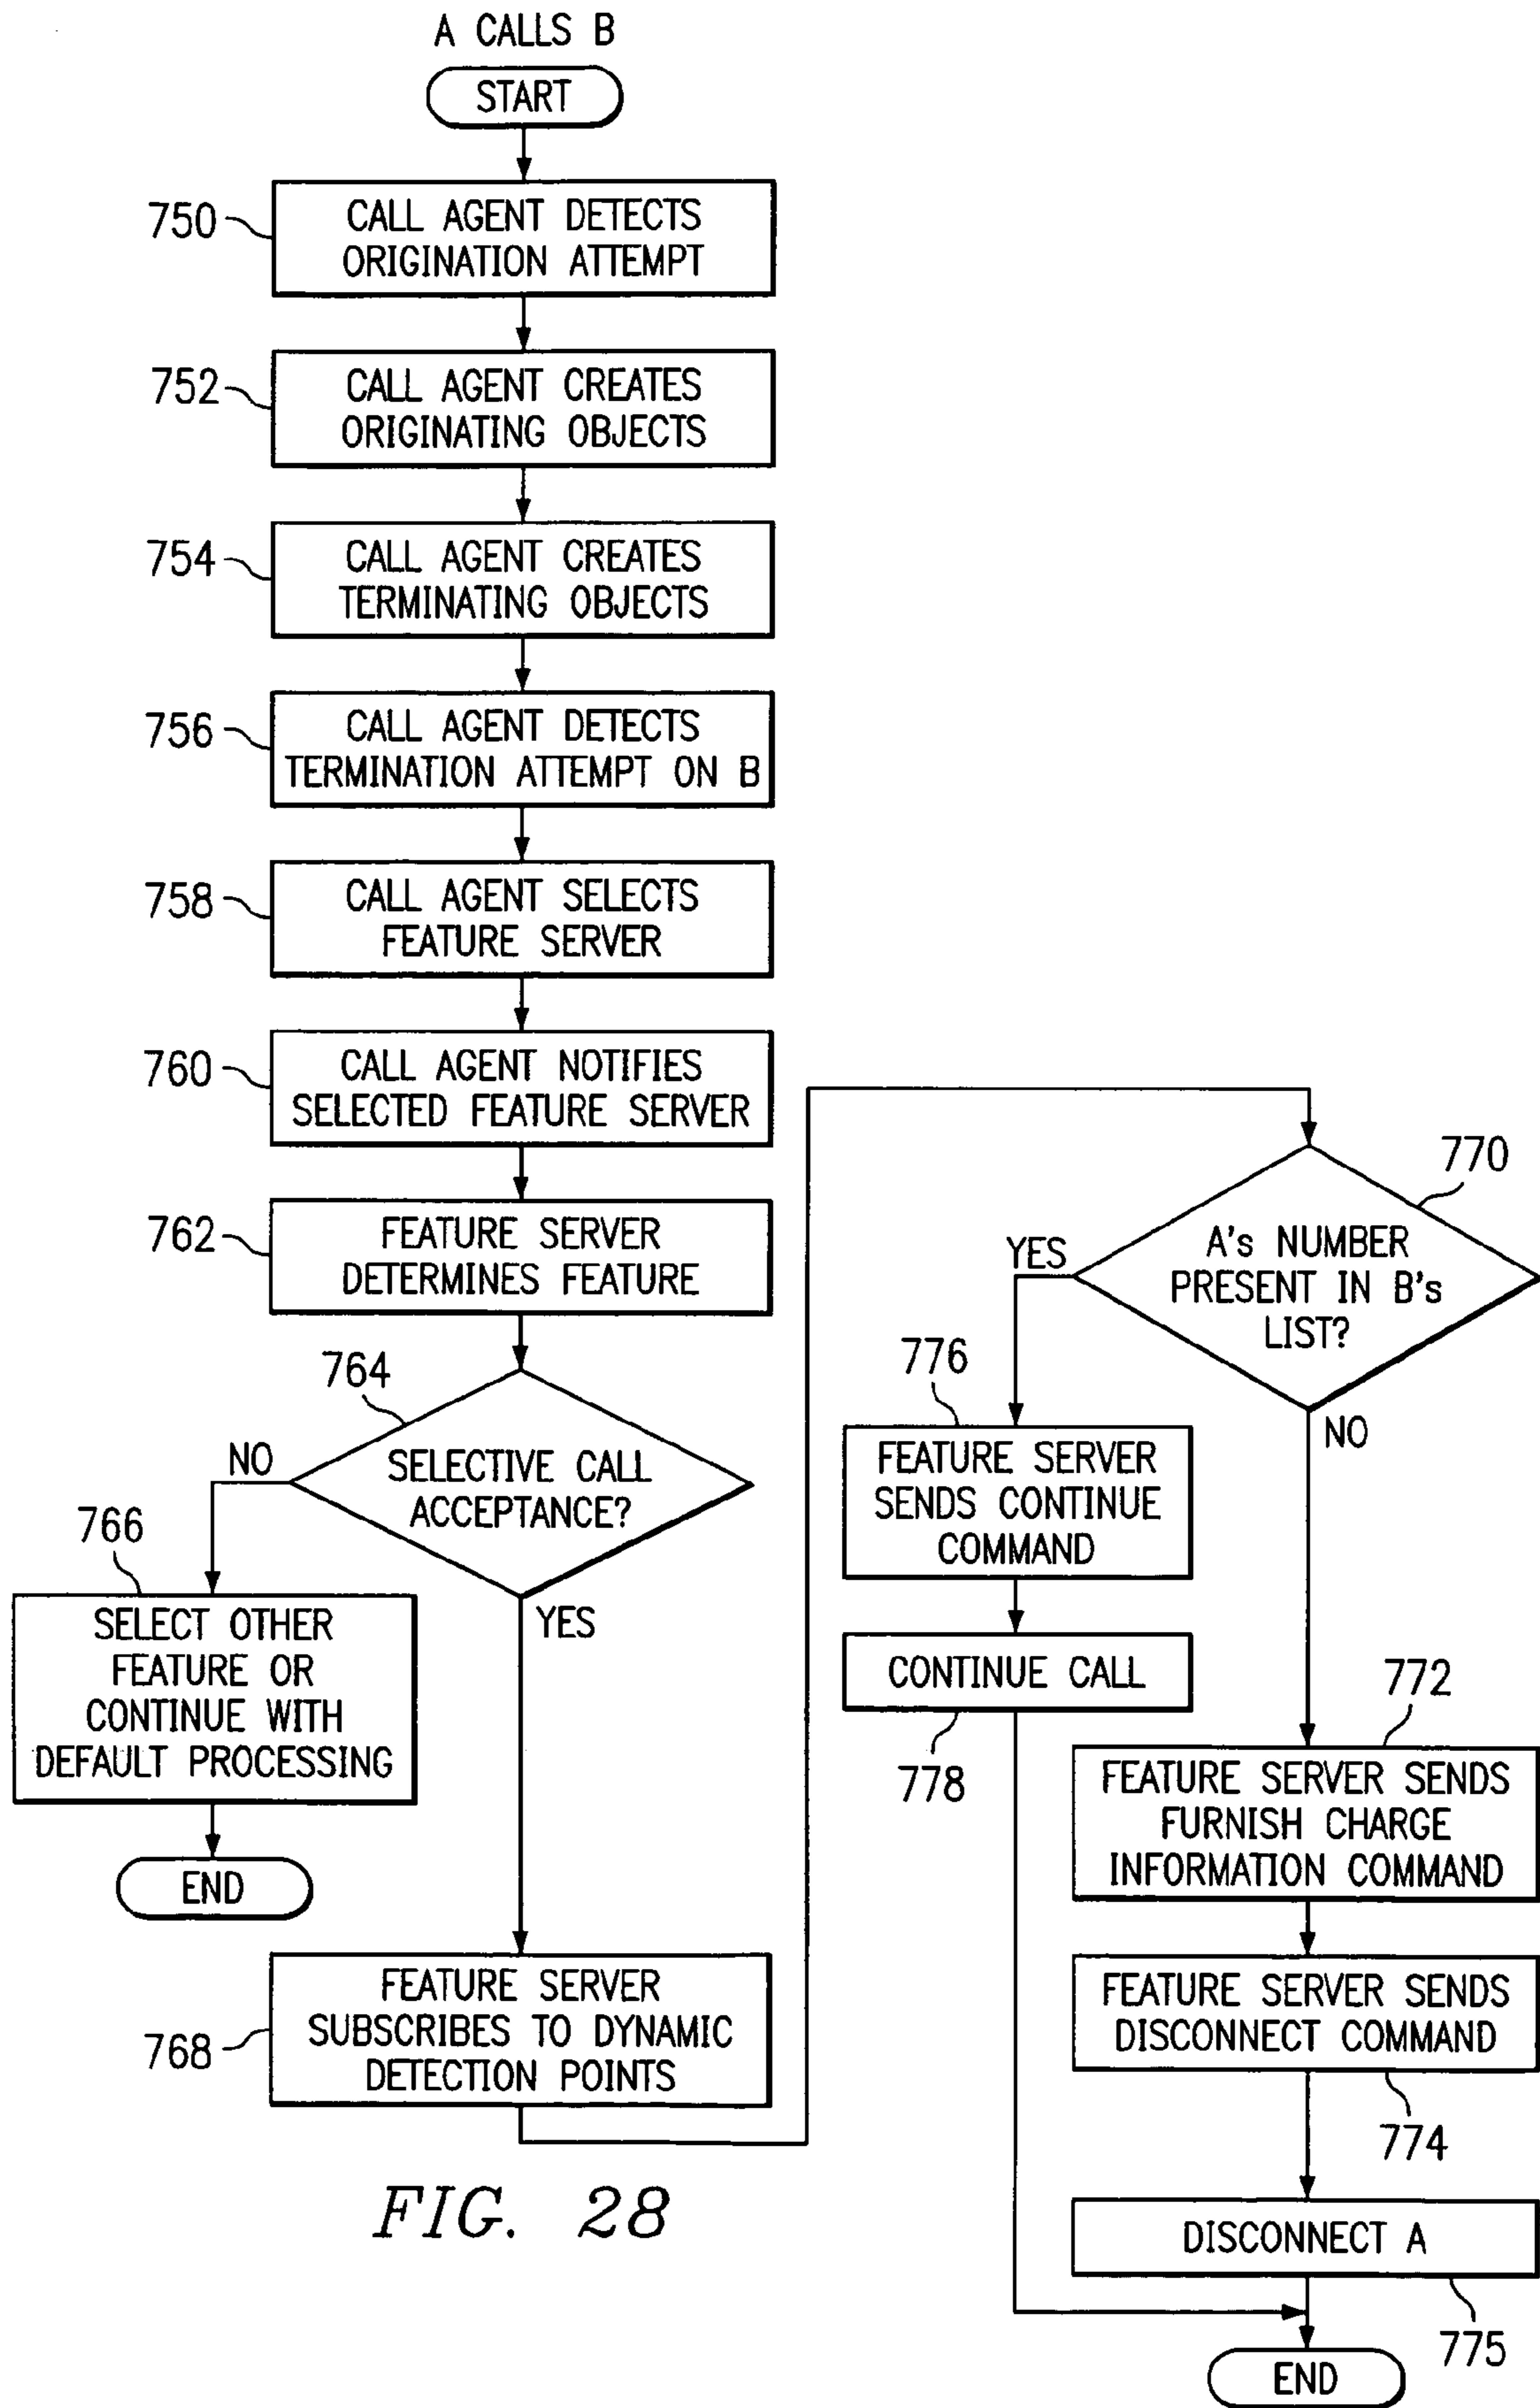 A CALLS B
START
750
CALL AGENT DETECTS
ORIGINATION ATTEMPT
752
CALL AGENT CREATES
ORIGINATING OBJECTS
754
CALL AGENT CREATES
TERMINATING OBJECTS
756
CALL AGENT DETECTS
TERMINATION ATTEMPT ON B
758
CALL AGENT SELECTS
FEATURE SERVER
760
CALL AGENT NOTIFIES
SELECTED FEATURE SERVER
762
FEATURE SERVER
DETERMINES FEATURE
764
SELECTIVE CALL
ACCEPTANCE?
NO
YES
766
SELECT OTHER
FEATURE OR
CONTINUE WITH
DEFAULT PROCESSING
END
768
FEATURE SERVER
SUBSCRIBES TO DYNAMIC
DETECTION POINTS
770
A's NUMBER
PRESENT IN B's
LIST?
YES
NO
776
FEATURE SERVER
SENDS CONTINUE
COMMAND
CONTINUE CALL
778
772
FEATURE SERVER SENDS
FURNISH CHARGE
INFORMATION COMMAND
FEATURE SERVER SENDS
DISCONNECT COMMAND
774
DISCONNECT A
775
END
FIG. 28